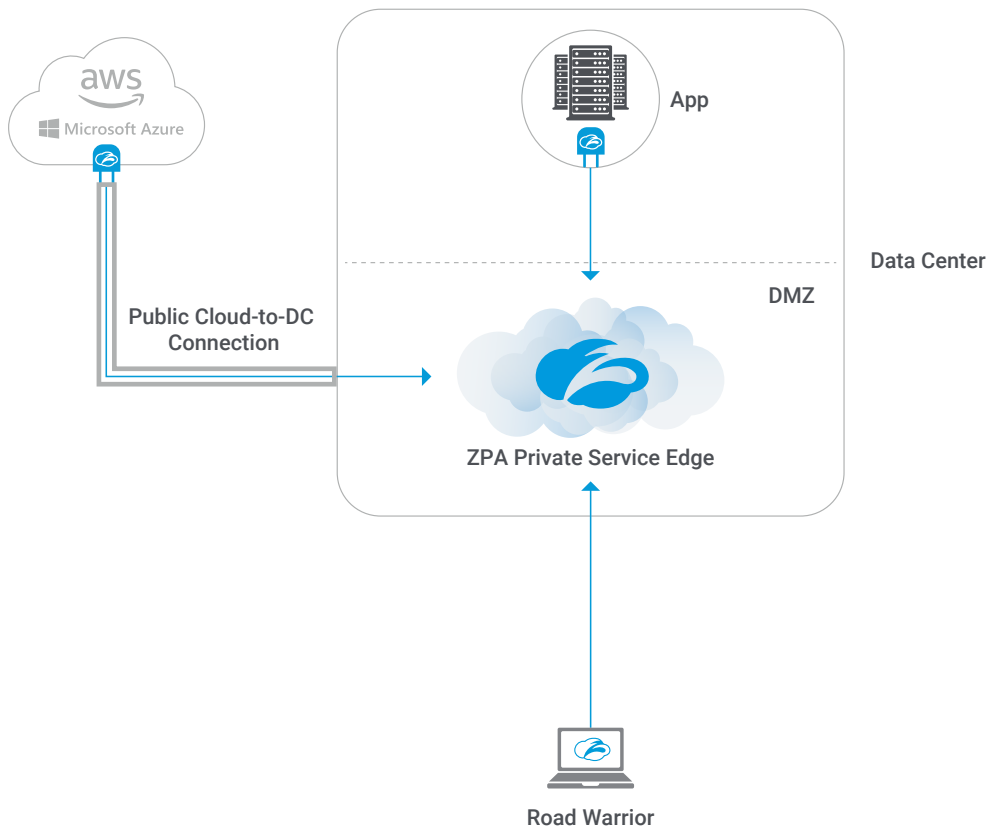 aws
Microsoft Azure
App
Data Center
DMZ
Public Cloud-to-DC
Connection
ZPA Private Service Edge
Road Warrior